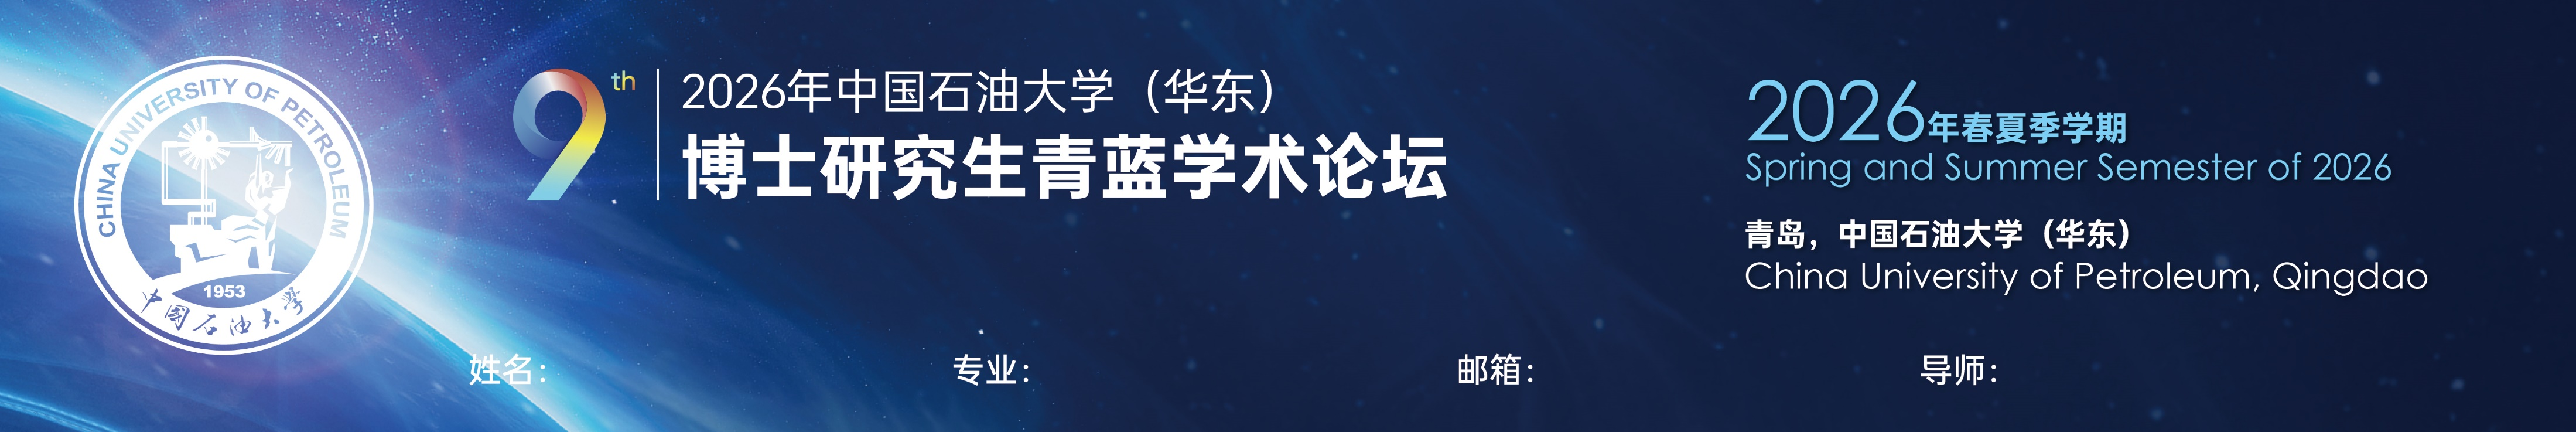 CHINA UNIVERSITY OF PETROLEUM
1953
中国石油大学
9th
2026年中国石油大学（华东）
博士研究生青蓝学术论坛
2026年春夏季学期
Spring and Summer Semester of 2026
青岛，中国石油大学（华东）
China University of Petroleum, Qingdao
姓名： 专业： 邮箱： 导师：